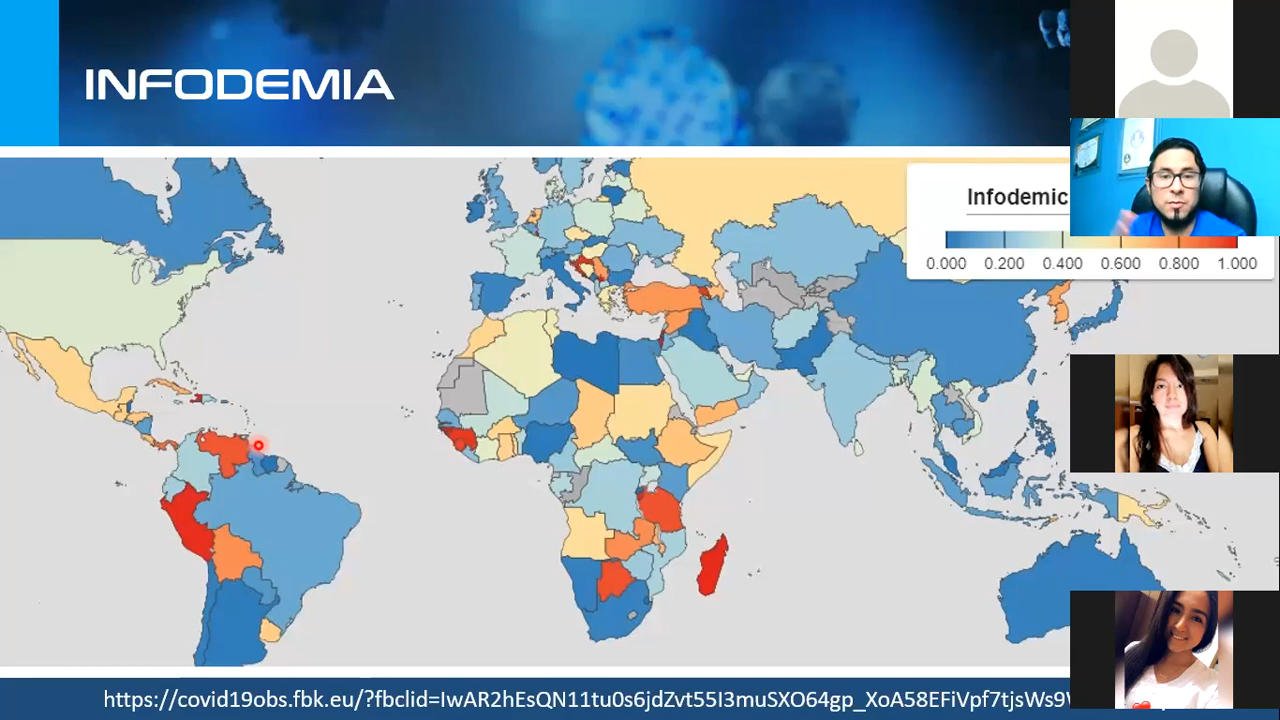 INFODEMIA
Infodemic
0.000 0.200 0.400 0.600 0.800 1.000
https://covid19obs.fbk.eu/?fbclid=IwAR2hEsQN11tu0s6jdZvt55I3muSXO64gp_XoA58EFiVpf7tjsWs9